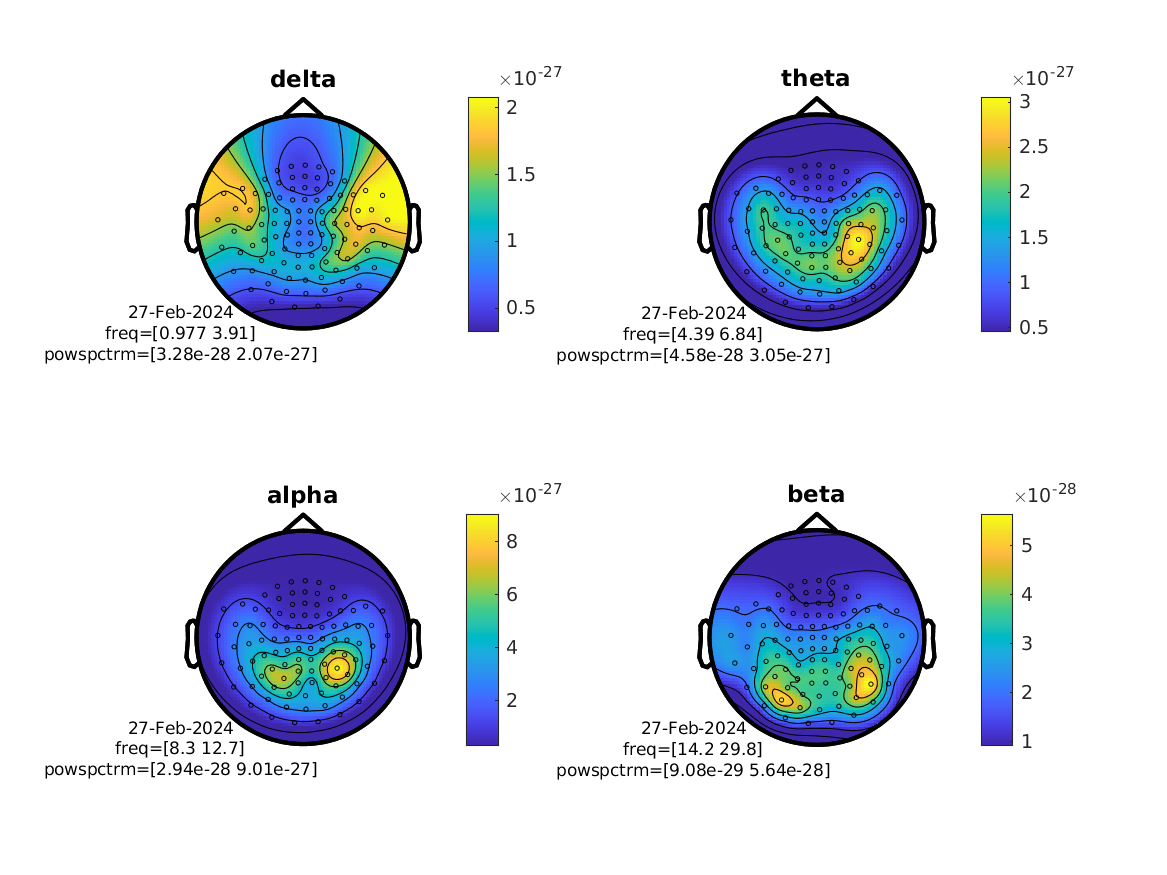 delta
×10-27
2
1.5
1
0.5
27-Feb-2024
freq=[0.977 3.91]
powspctrm=[3.28e-28 2.07e-27]
theta
×10-27
3
2.5
2
1.5
1
0.5
27-Feb-2024
freq=[4.39 6.84]
powspctrm=[4.58e-28 3.05e-27]
alpha
×10-27
8
6
4
2
27-Feb-2024
freq=[8.3 12.7]
powspctrm=[2.94e-28 9.01e-27]
beta
×10-28
5
4
3
2
1
27-Feb-2024
freq=[14.2 29.8]
powspctrm=[9.08e-29 5.64e-28]